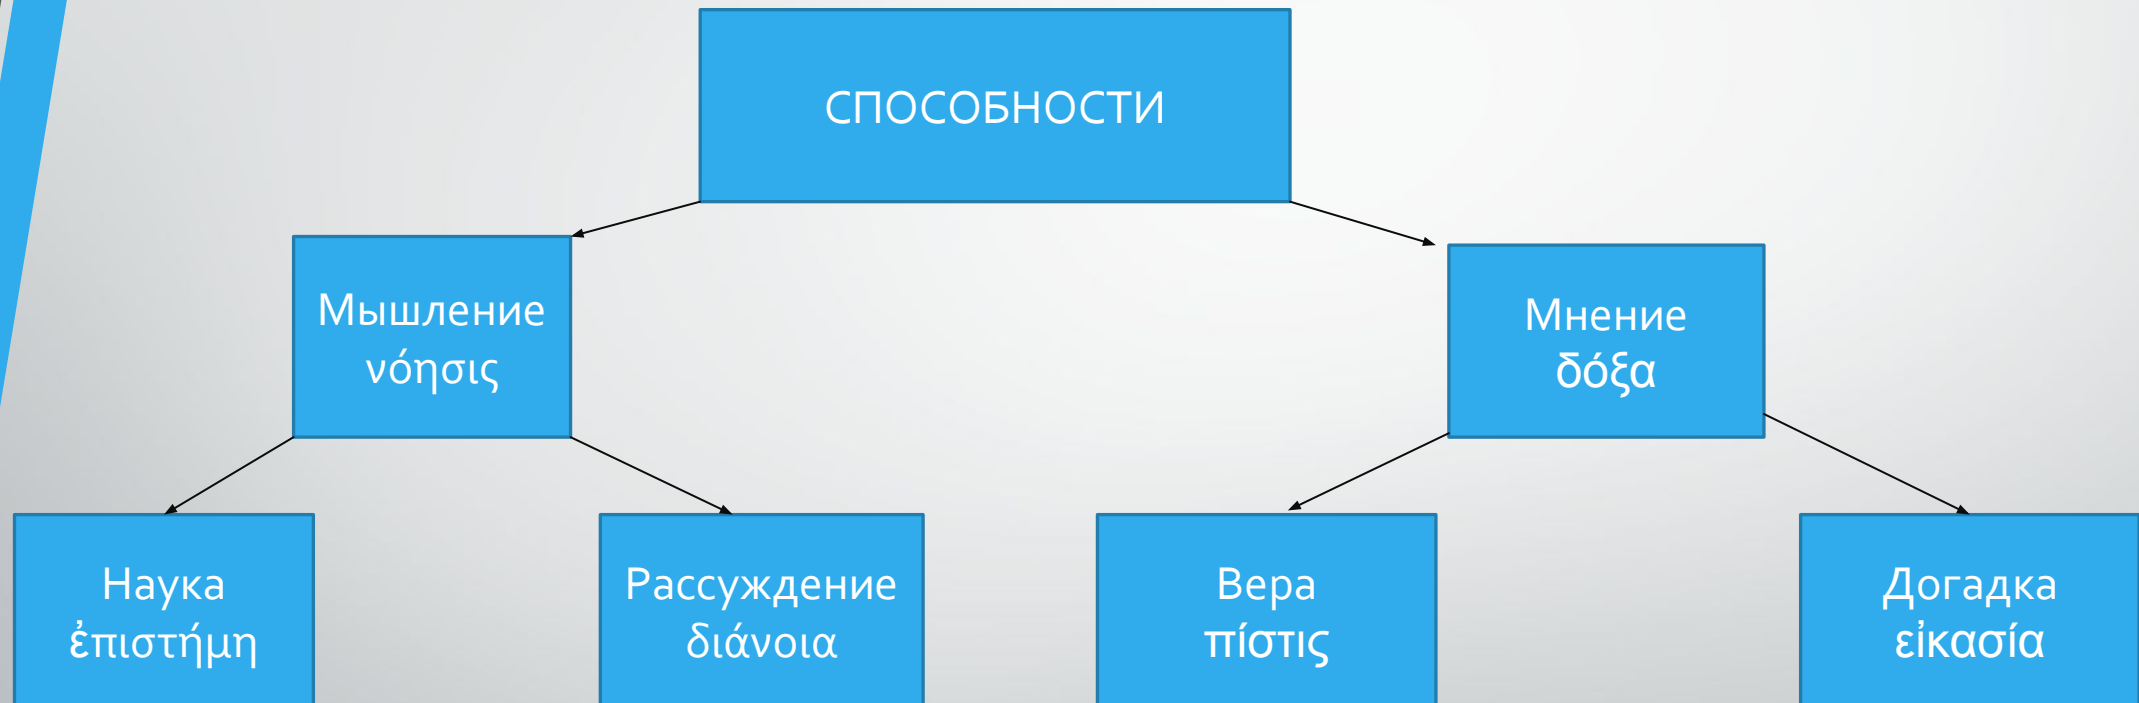 СПОСОБНОСТИ
Мышление
νόησις
Мнение
δόξα
Наука
ἐπιστήμη
Рассуждение
διάνοια
Вера
πίστις
Догадка
εἰκασία